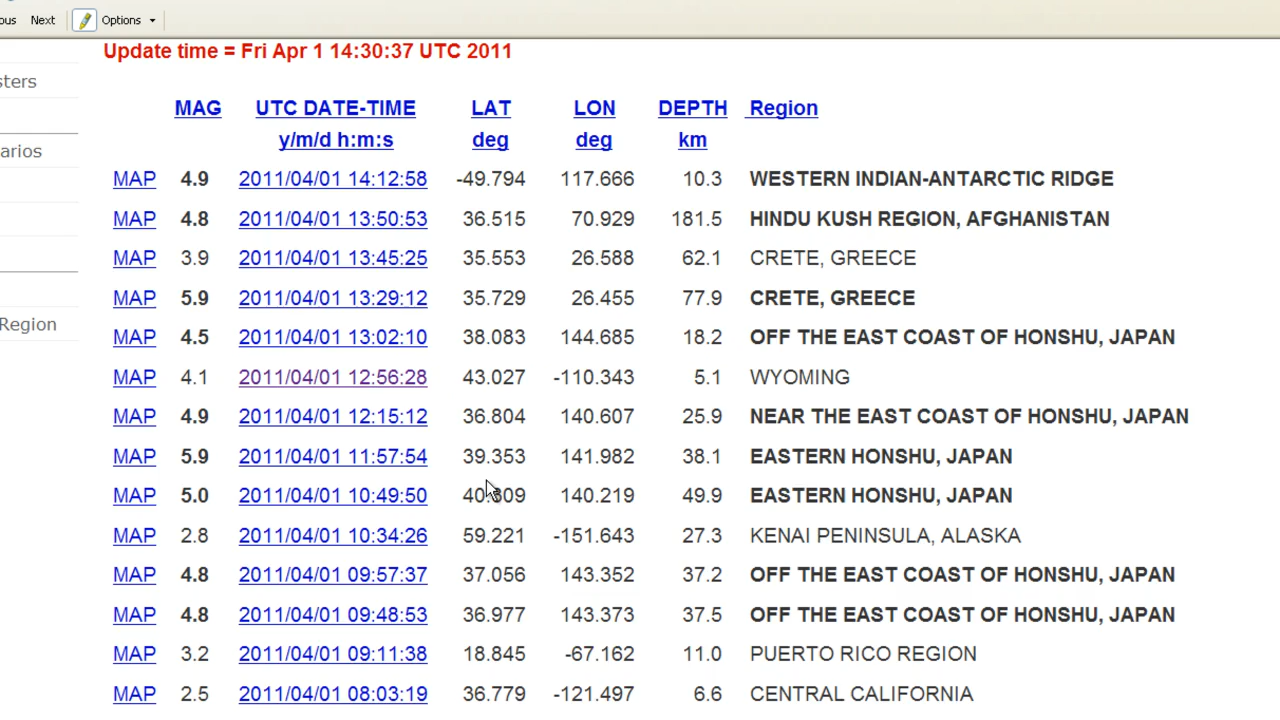 Next Options
Update time = Fri Apr 1 14:30:37 UTC 2011
MAG UTC DATE-TIME LAT LON DEPTH Region
y/m/d h:m:s deg deg km
MAP 4.9 2011/04/01 14:12:58 -49.794 117.666 10.3 WESTERN INDIAN-ANTARCTIC RIDGE
MAP 4.8 2011/04/01 13:50:53 36.515 70.929 181.5 HINDU KUSH REGION, AFGHANISTAN
MAP 3.9 2011/04/01 13:45:25 35.553 26.588 62.1 CRETE, GREECE
MAP 5.9 2011/04/01 13:29:12 35.729 26.455 77.9 CRETE, GREECE
Region
MAP 4.5 2011/04/01 13:02:10 38.083 144.685 18.2 OFF THE EAST COAST OF HONSHU, JAPAN
MAP 4.1 2011/04/01 12:56:28 43.027 -110.343 5.1 WYOMING
MAP 4.9 2011/04/01 12:15:12 36.804 140.607 25.9 NEAR THE EAST COAST OF HONSHU, JAPAN
MAP 5.9 2011/04/01 11:57:54 39.353 141.982 38.1 EASTERN HONSHU, JAPAN
MAP 5.0 2011/04/01 10:49:50 140.219 49.9 EASTERN HONSHU, JAPAN
MAP 2.8 2011/04/01 10:34:26 59.221 -151.643 27.3 KENAI PENINSULA, ALASKA
MAP 4.8 2011/04/01 09:57:37 37.056 143.352 37.2 OFF THE EAST COAST OF HONSHU, JAPAN
MAP 4.8 2011/04/01 09:48:53 36.977 143.373 37.5 OFF THE EAST COAST OF HONSHU, JAPAN
MAP 3.2 2011/04/01 09:11:38 18.845 -67.162 11.0 PUERTO RICO REGION
MAP 2.5 2011/04/01 08:03:19 36.779 -121.497 6.6 CENTRAL CALIFORNIA